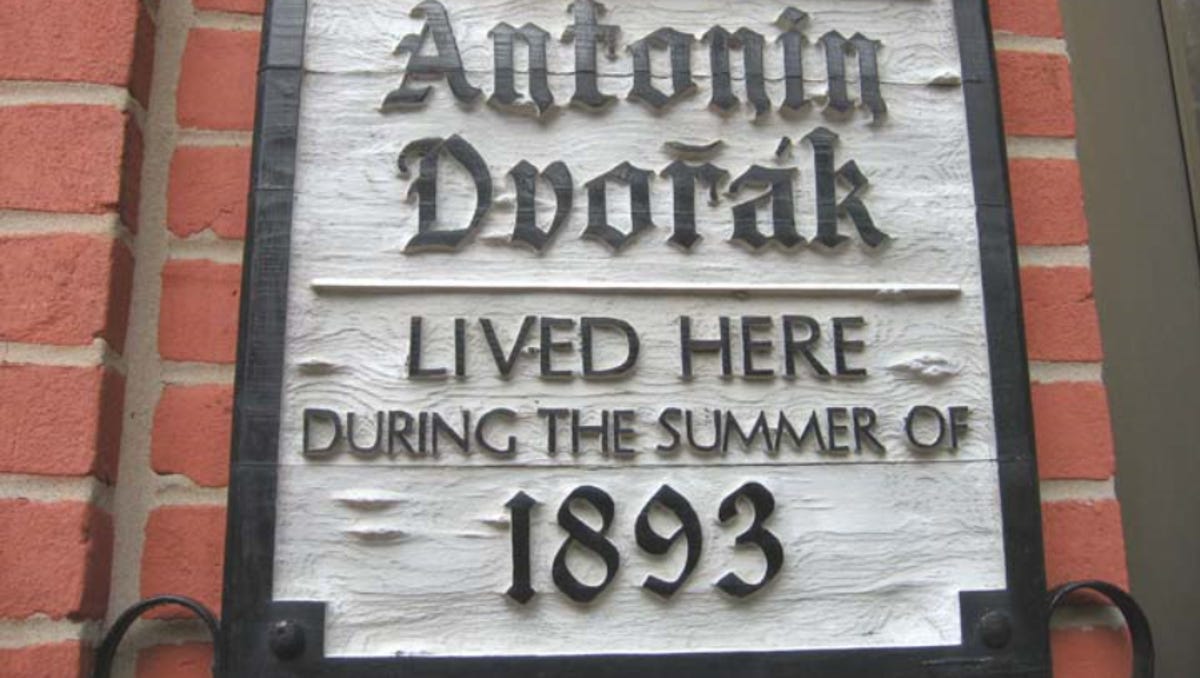 Antonín
Dvořák
LIVED HERE
DURING THE SUMMER OF
1893